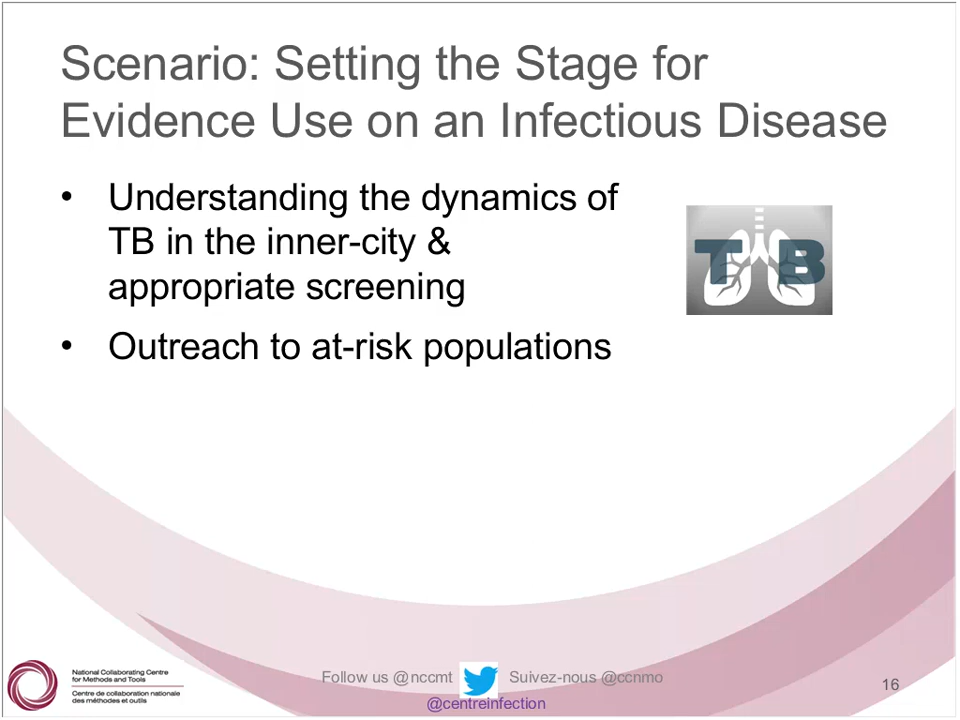 Scenario: Setting the Stage for
Evidence Use on an Infectious Disease
• Understanding the dynamics of
TB in the inner-city &
appropriate screening
• Outreach to at-risk populations
TB
National Collaborating Centre
for Methods and Tools
Centre de collaboration nationale
des méthodes et outils
Follow us @nccmt Suivez-nous @ccnmo
@centreinfection
16